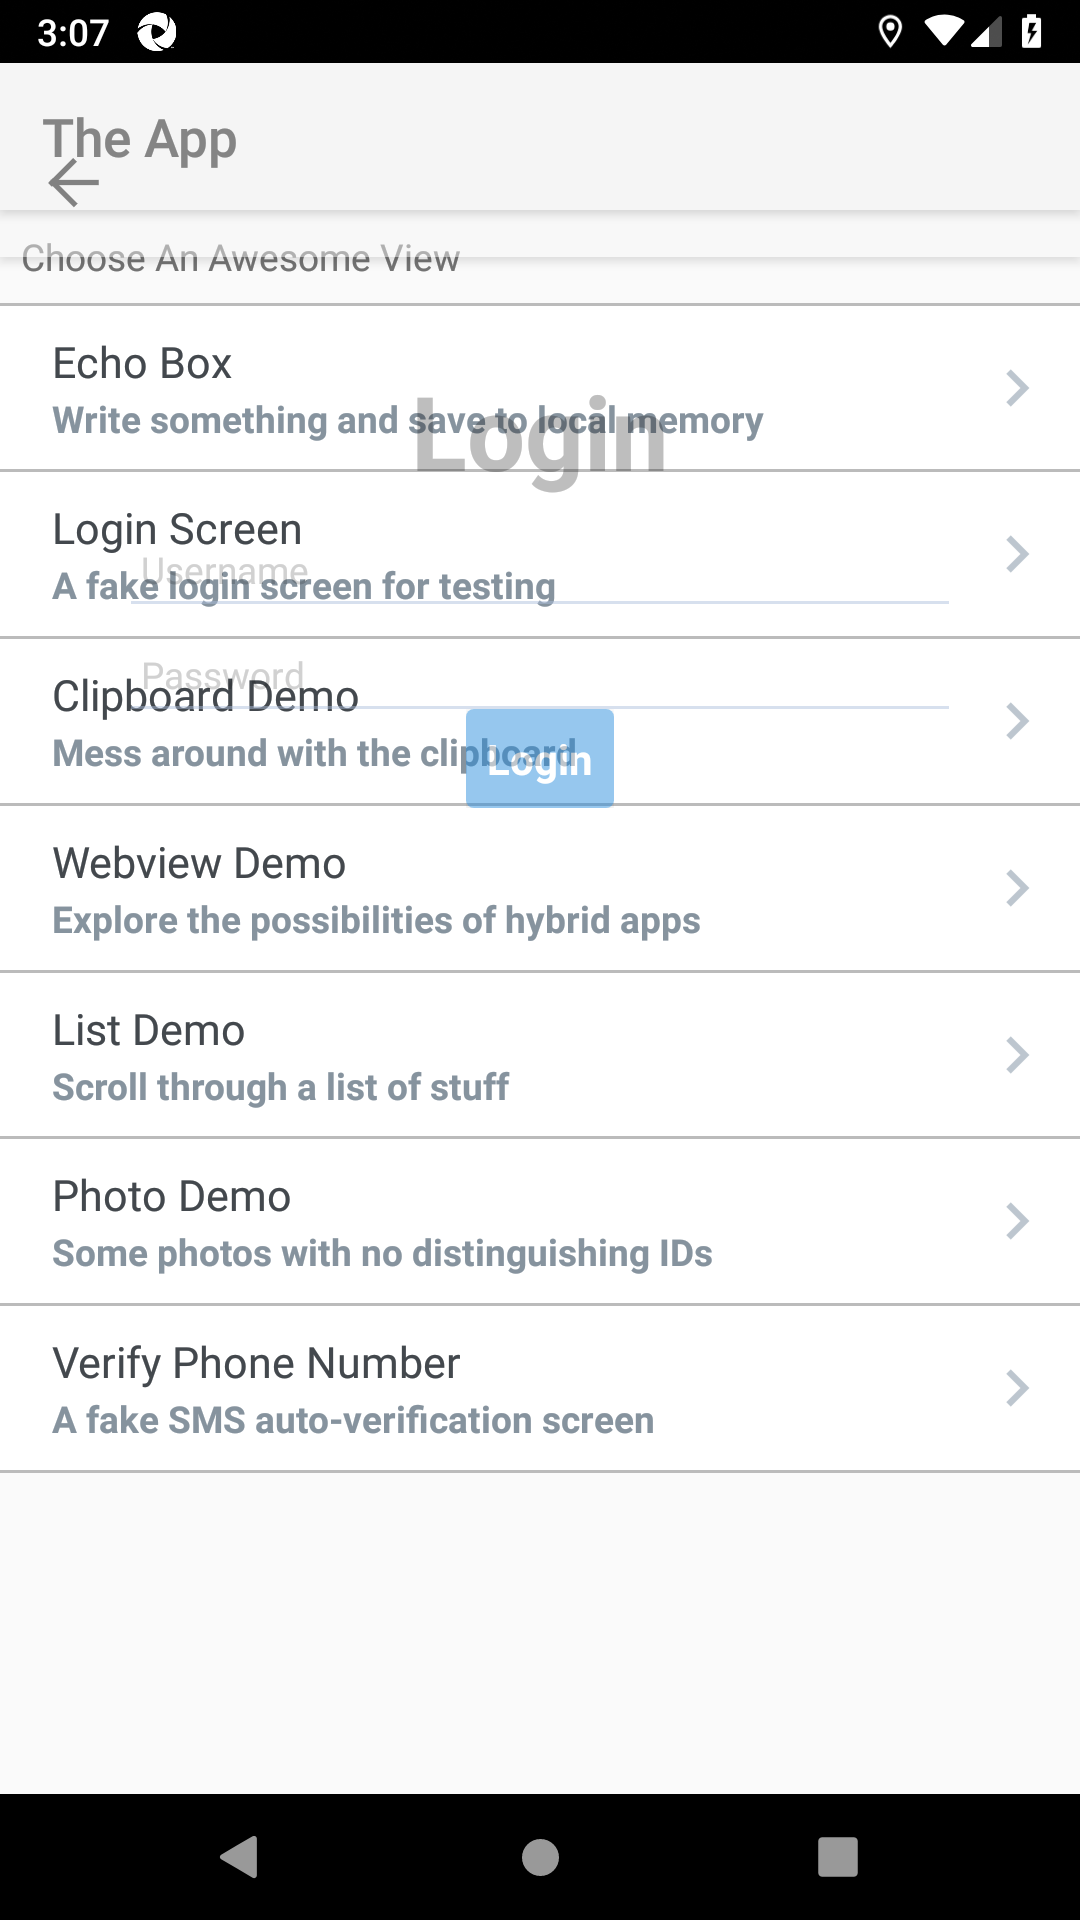 3:07
The App
Choose An Awesome View
Echo Box
Write something and save to local memory
Login
Login Screen
Username
A fake login screen for testing
Password
Clipboard Demo
Mess around with the clipboard
Login
Webview Demo
Explore the possibilities of hybrid apps
List Demo
Scroll through a list of stuff
Photo Demo
Some photos with no distinguishing IDs
Verify Phone Number
A fake SMS auto-verification screen